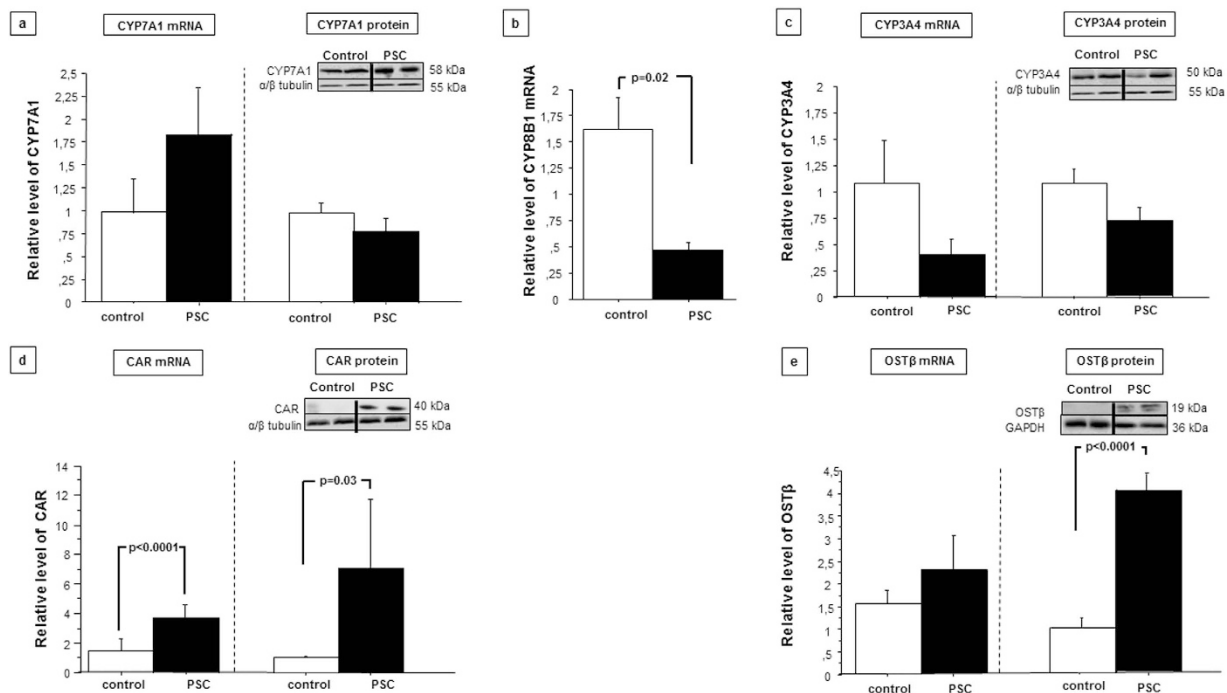 a
CYP7A1 mRNA
CYP7A1 protein
Control PSC
CYP7A1 58 kDa
α/β tubulin 55 kDa
Relative level of CYP7A1
2,5
2,25
2
1,75
1,5
1,25
1
,75
,5
,25
0
control PSC control PSC
b
p=0.02
Relative level of CYP8B1 mRNA
2
1,75
1,5
1,25
1
,75
,5
,25
0
control PSC
c
CYP3A4 mRNA
CYP3A4 protein
Control PSC
CYP3A4 50 kDa
α/β tubulin 55 kDa
Relative level of CYP3A4
2
1,75
1,5
1,25
1
,75
,5
,25
0
control PSC control PSC
d
CAR mRNA
CAR protein
Control PSC
CAR 40 kDa
α/β tubulin 55 kDa
Relative level of CAR
14
12
10
8
6
4
2
0
p<0.0001
p=0.03
control PSC control PSC
e
OSTβ mRNA
OSTβ protein
Control PSC
OSTβ 19 kDa
GAPDH 36 kDa
p<0.0001
Relative level of OSTβ
4,5
4
3,5
3
2,5
2
1,5
1
,5
0
control PSC control PSC